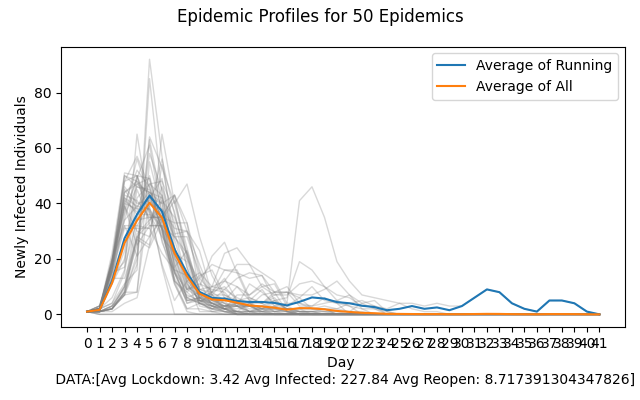 Epidemic Profiles for 50 Epidemics
Average of Running
Average of All
Newly Infected Individuals
80
60
40
20
0
0 1 2 3 4 5 6 7 8 9 10 11 12 13 14 15 16 17 18 19 20 21 22 23 24 25 26 27 28 29 30 31 32 33 34 35 36 37 38 39 40 41
Day
DATA:[Avg Lockdown: 3.42 Avg Infected: 227.84 Avg Reopen: 8.717391304347826]